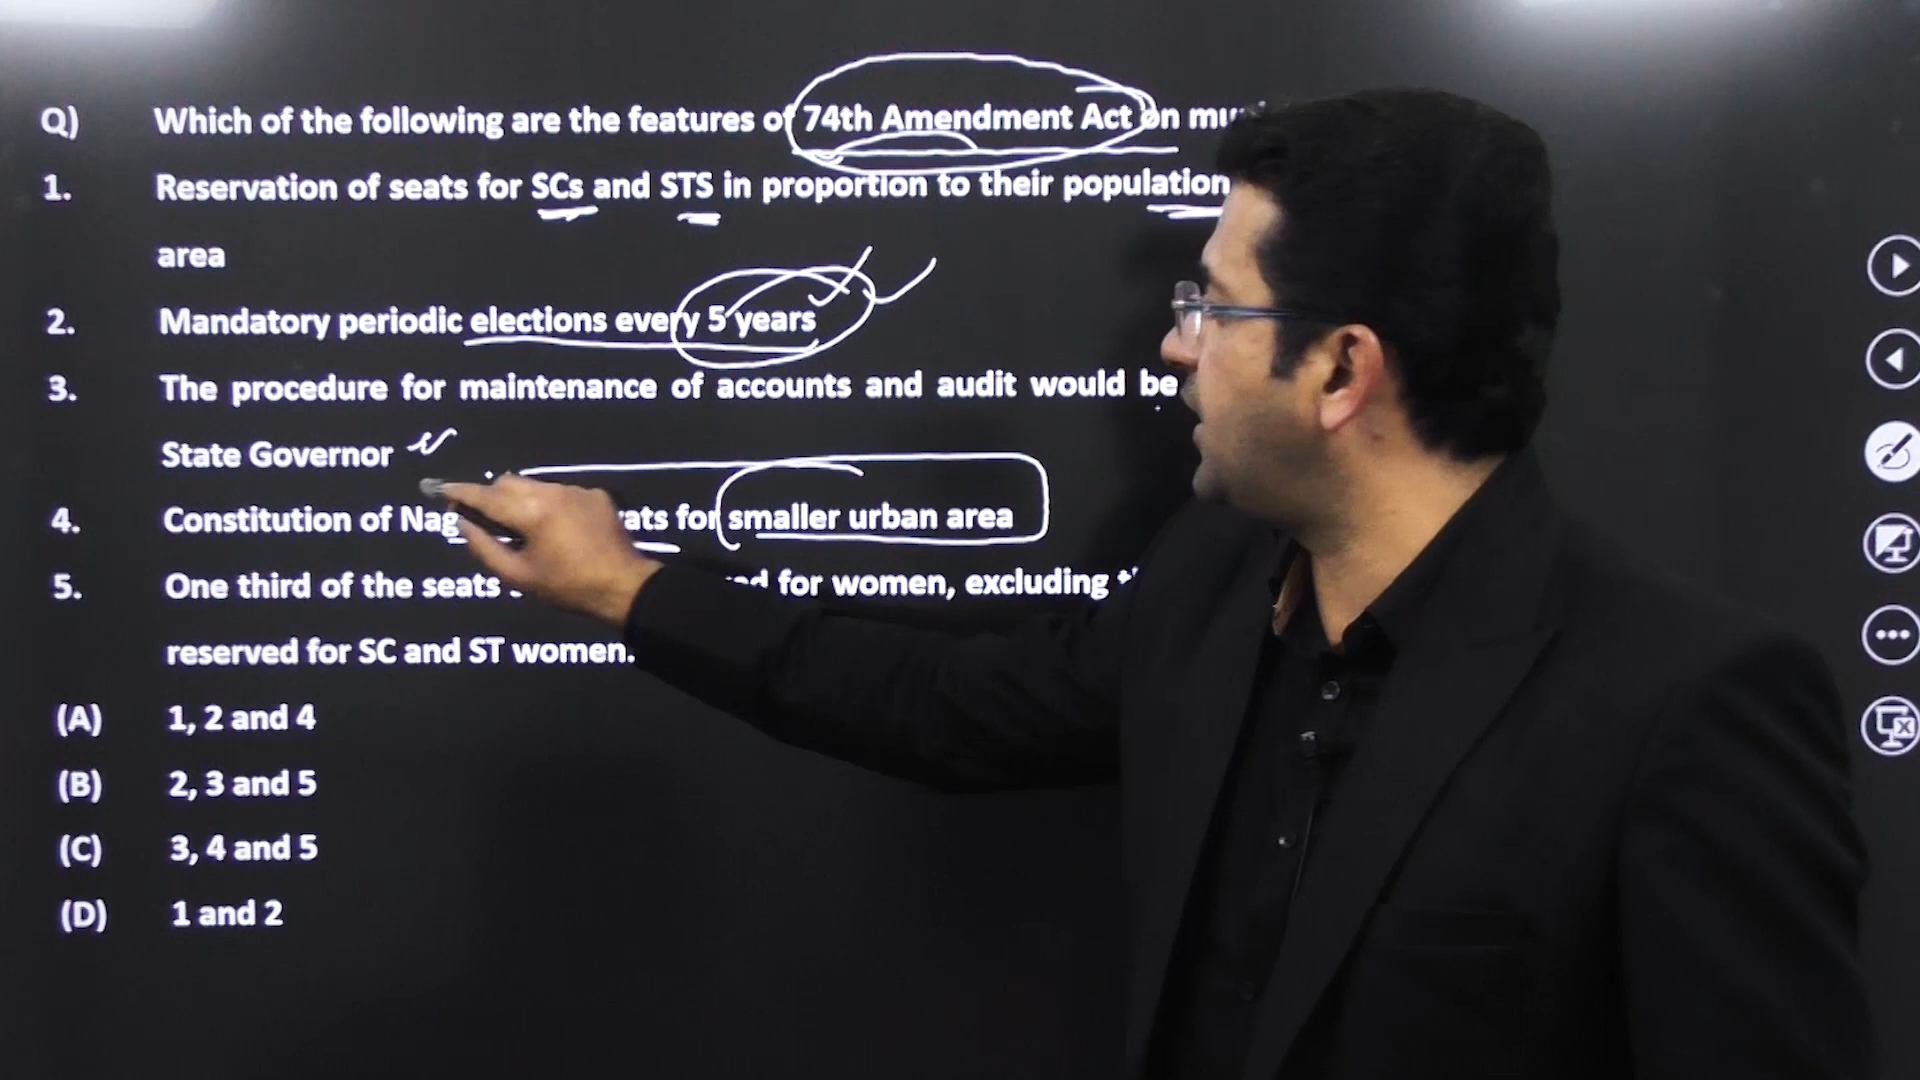 Q) Which of the following are the features of 74th Amendment Act on
1. Reservation of seats for SCs and STS in proportion to their population
area
2. Mandatory periodic elections every 5 years
3. The procedure for maintenance of accounts and audit would be
State Governor
4. Constitution of for smaller urban area
5. One third of the seats for women, excluding
reserved for SC and ST women.
(A) 1, 2 and 4
(B) 2, 3 and 5
(C) 3, 4 and 5
(D) 1 and 2